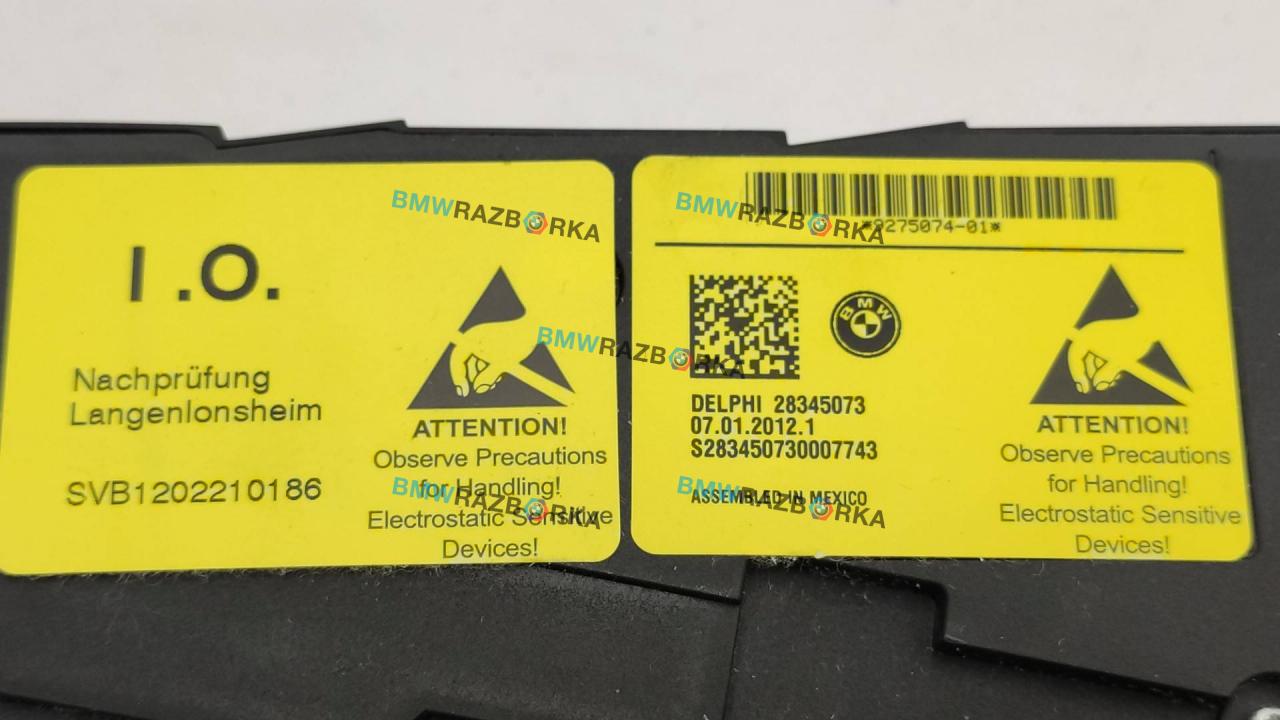 I.O.
Nachprüfung
Langenlonsheim
SVB1202210186
ATTENTION!
Observe Precautions
for Handling!
Electrostatic Sensitive
Devices!
*9275074-01*
BMW
DELPHI 28345073
07.01.2012.1
S283450730007743
ASSEMBLED IN MEXICO
ATTENTION!
Observe Precautions
for Handling!
Electrostatic Sensitive
Devices!
BMWRAZBORKA
BMWRAZBORKA
BMWRAZBORKA
BMWRAZBORKA
BMWRAZBORKA